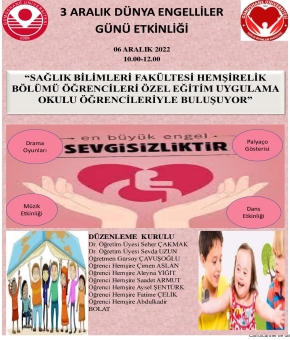 3 ARALIK DÜNYA ENGELLİLER
GÜNÜ ETKİNLİĞİ
06 ARALIK 2022
10.00-12.00
“SAĞLIK BİLİMLERİ FAKÜLTESİ HEMŞİRELİK
BÖLÜMÜ ÖĞRENCİLERİ ÖZEL EĞİTİM UYGULAMA
OKULU ÖĞRENCİLERİYLE BULUŞUYOR”
Drama
Oyunları
en büyük engel
SEVGİSİZLİKTİR
Palyaço
Gösterisi
Müzik
Etkinliği
Dans
Etkinliği
DÜZENLEME KURULU
Dr. Öğretim Üyesi Seher ÇAKMAK
Dr. Öğretim Üyesi Sevda UZUN
Öğretmen Gürsoy ÇAVUŞOĞLU
Öğrenci Hemşire Çimen ASLAN
Öğrenci Hemşire Aleyna YİĞİT
Öğrenci Hemşire Saadet ARMUT
Öğrenci Hemşire Aysel ŞENTÜRK
Öğrenci Hemşire Fatime ÇELİK
Öğrenci Hemşire Abdulkadir
BOLAT